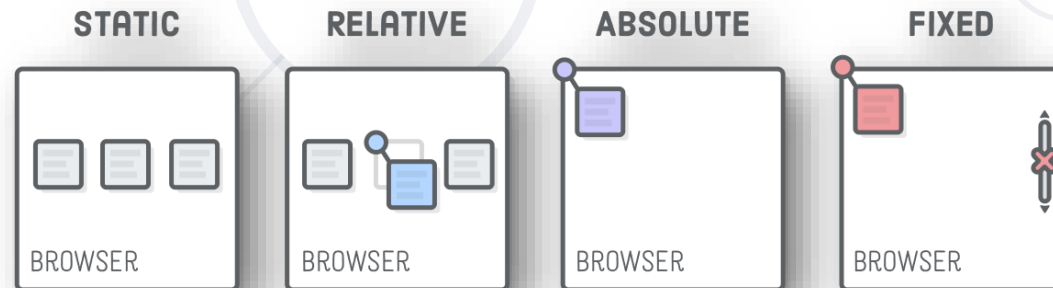 STATIC
RELATIVE
ABSOLUTE
FIXED
BROWSER
BROWSER
BROWSER
BROWSER